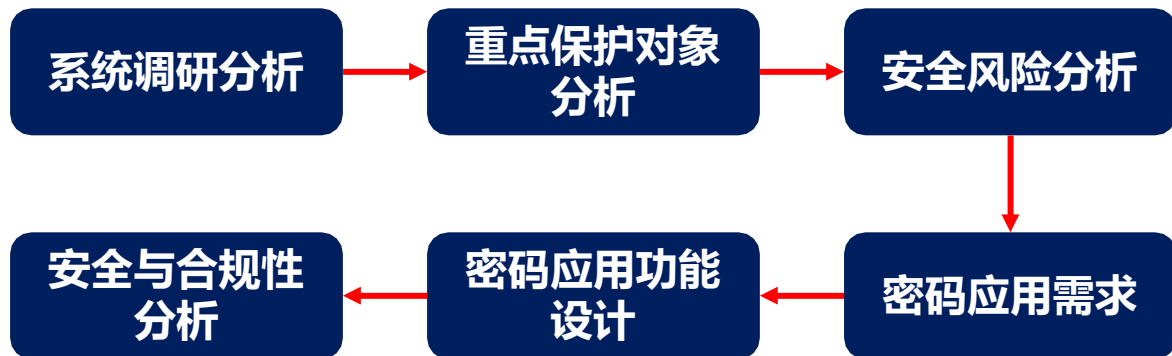 系统调研分析
重点保护对象
分析
安全风险分析
密码应用需求
密码应用功能
设计
安全与合规性
分析